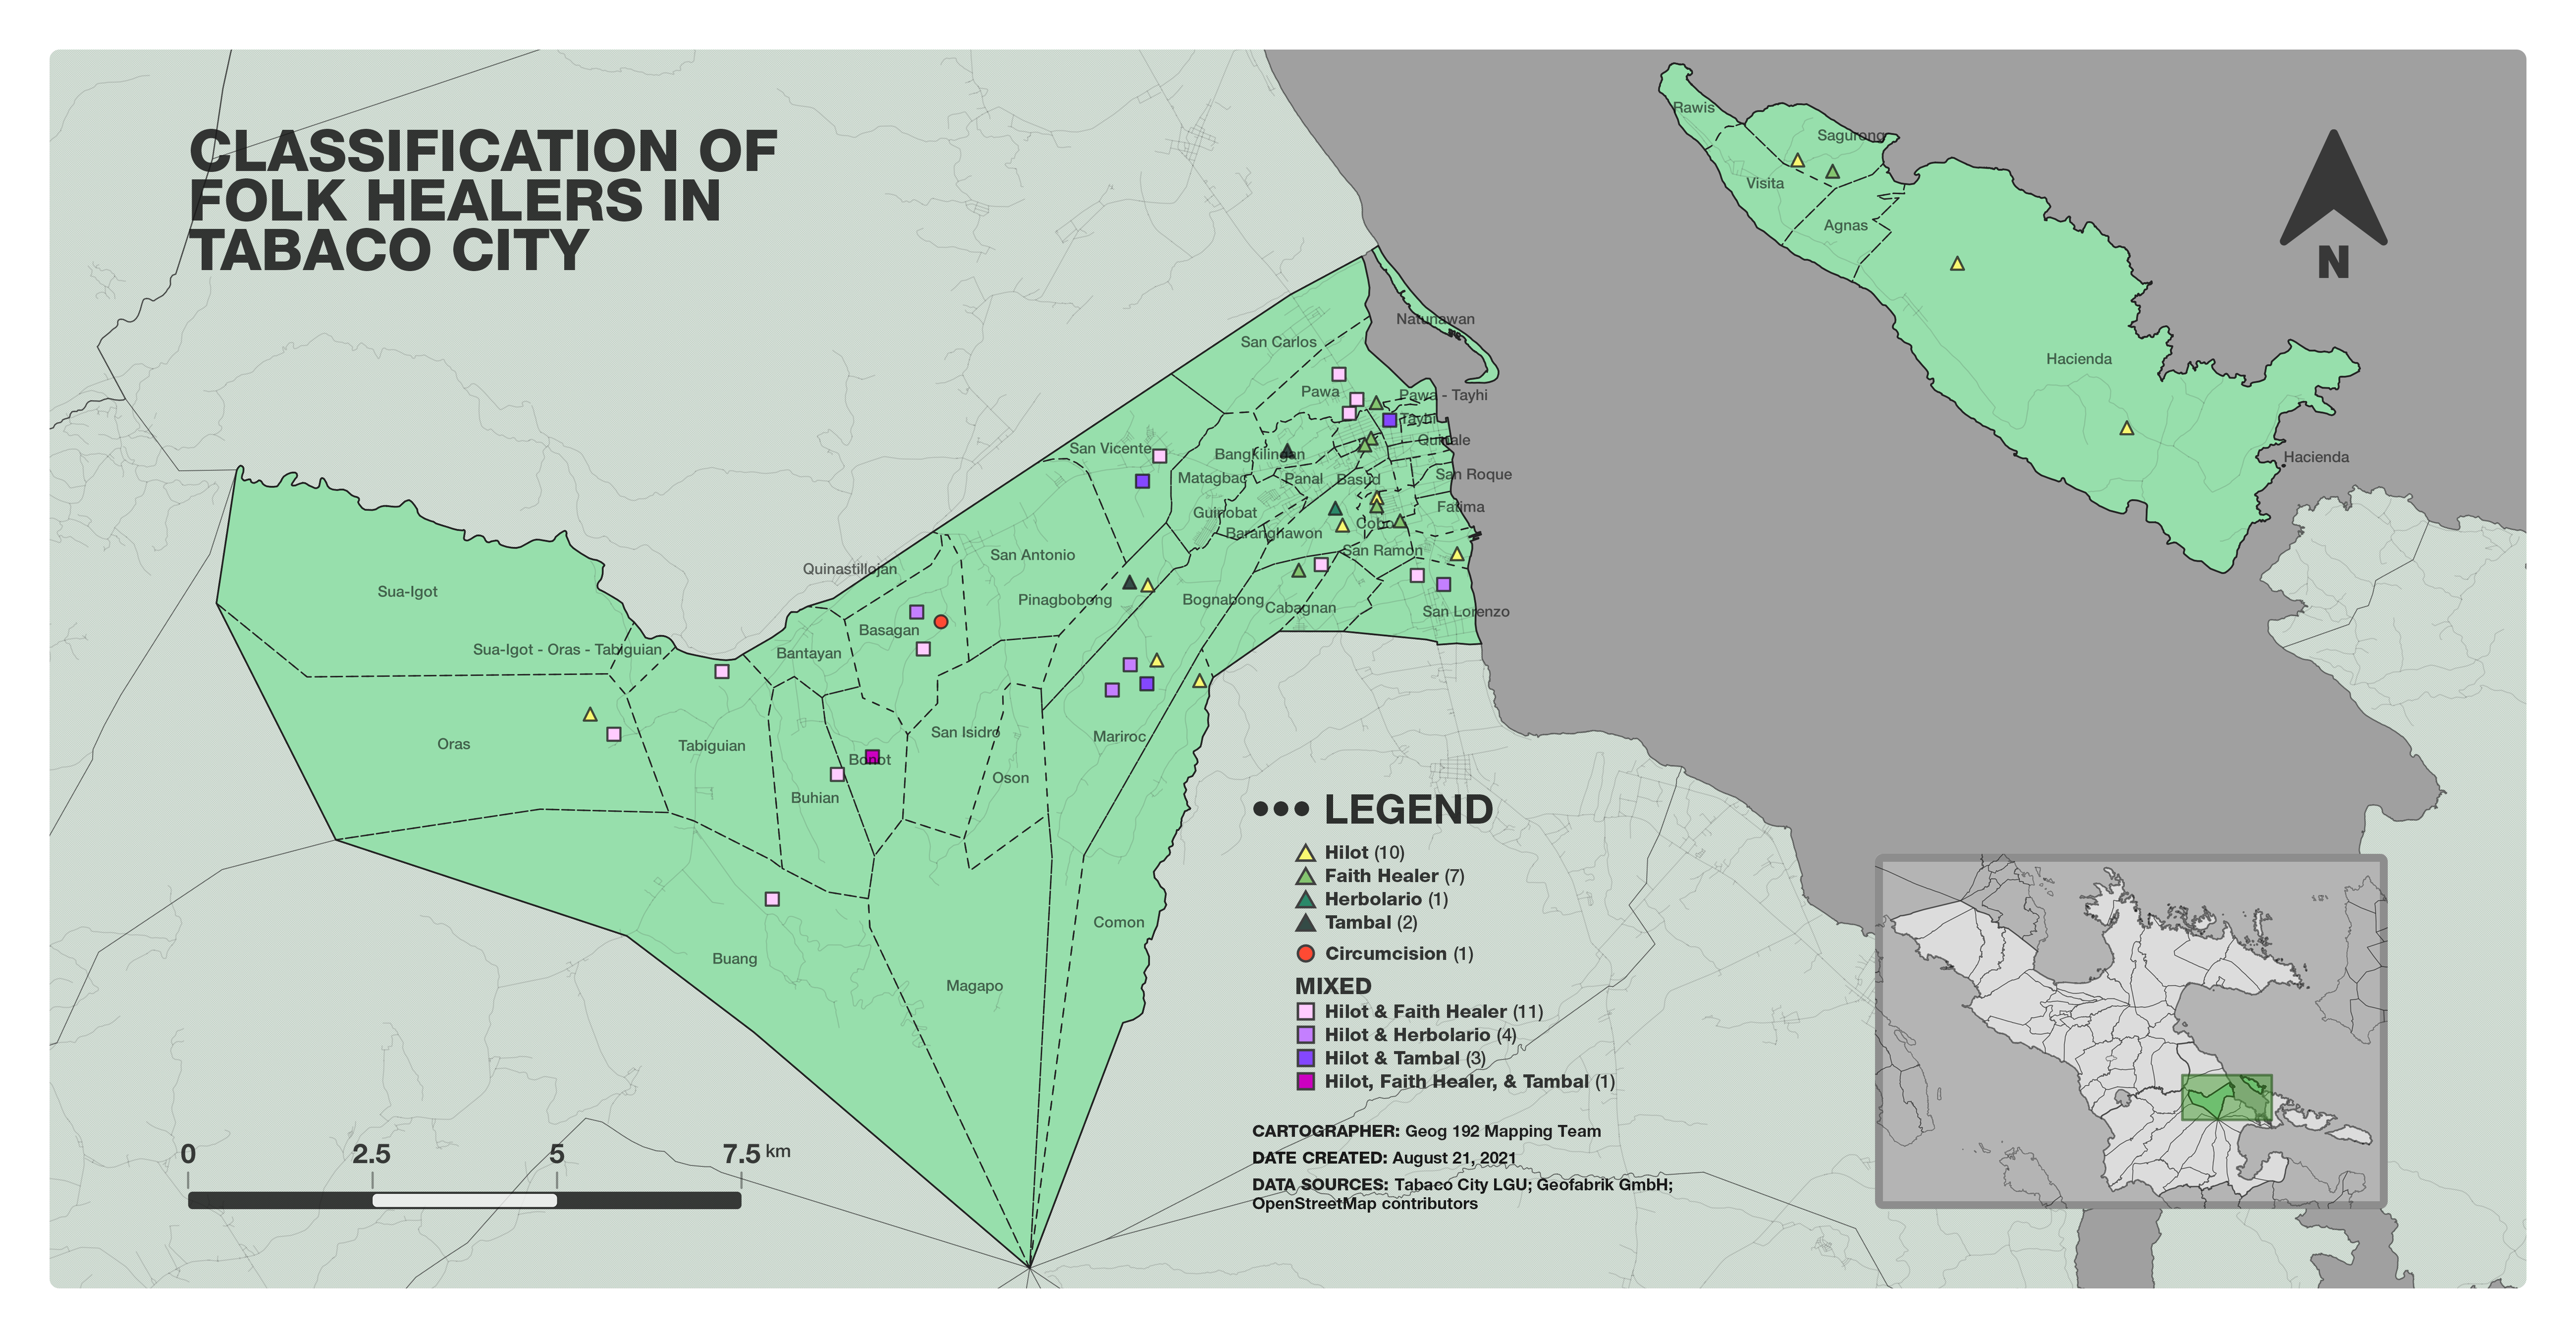 CLASSIFICATION OF
FOLK HEALERS IN
TABACO CITY
Rawis
Sagurong
Visita
Agnas
N
Hacienda
Hacienda
Natunawan
San Carlos
Pawa
Pawa - Tayhi
Tayhi
Quinale
San Vicente
Bangkilingan
Matagbac
Panal
Basud
San Roque
Guinobat
Fatima
Baranghawon
Cobo
San Ramon
San Antonio
Quinastillojan
Sua-Igot
Pinagbobong
Bognabong
Cabagnan
San Lorenzo
Basagan
Sua-Igot - Oras - Tabiguian
Bantayan
Oras
Tabiguian
San Isidro
Mariroc
Bonot
Oson
Buhian
Comon
Buang
Magapo
LEGEND
Hilot (10)
Faith Healer (7)
Herbolario (1)
Tambal (2)
Circumcision (1)
MIXED
Hilot & Faith Healer (11)
Hilot & Herbolario (4)
Hilot & Tambal (3)
Hilot, Faith Healer, & Tambal (1)
CARTOGRAPHER: Geog 192 Mapping Team
DATE CREATED: August 21, 2021
DATA SOURCES: Tabaco City LGU; Geofabrik GmbH;
OpenStreetMap contributors
0 2.5 5 7.5 km